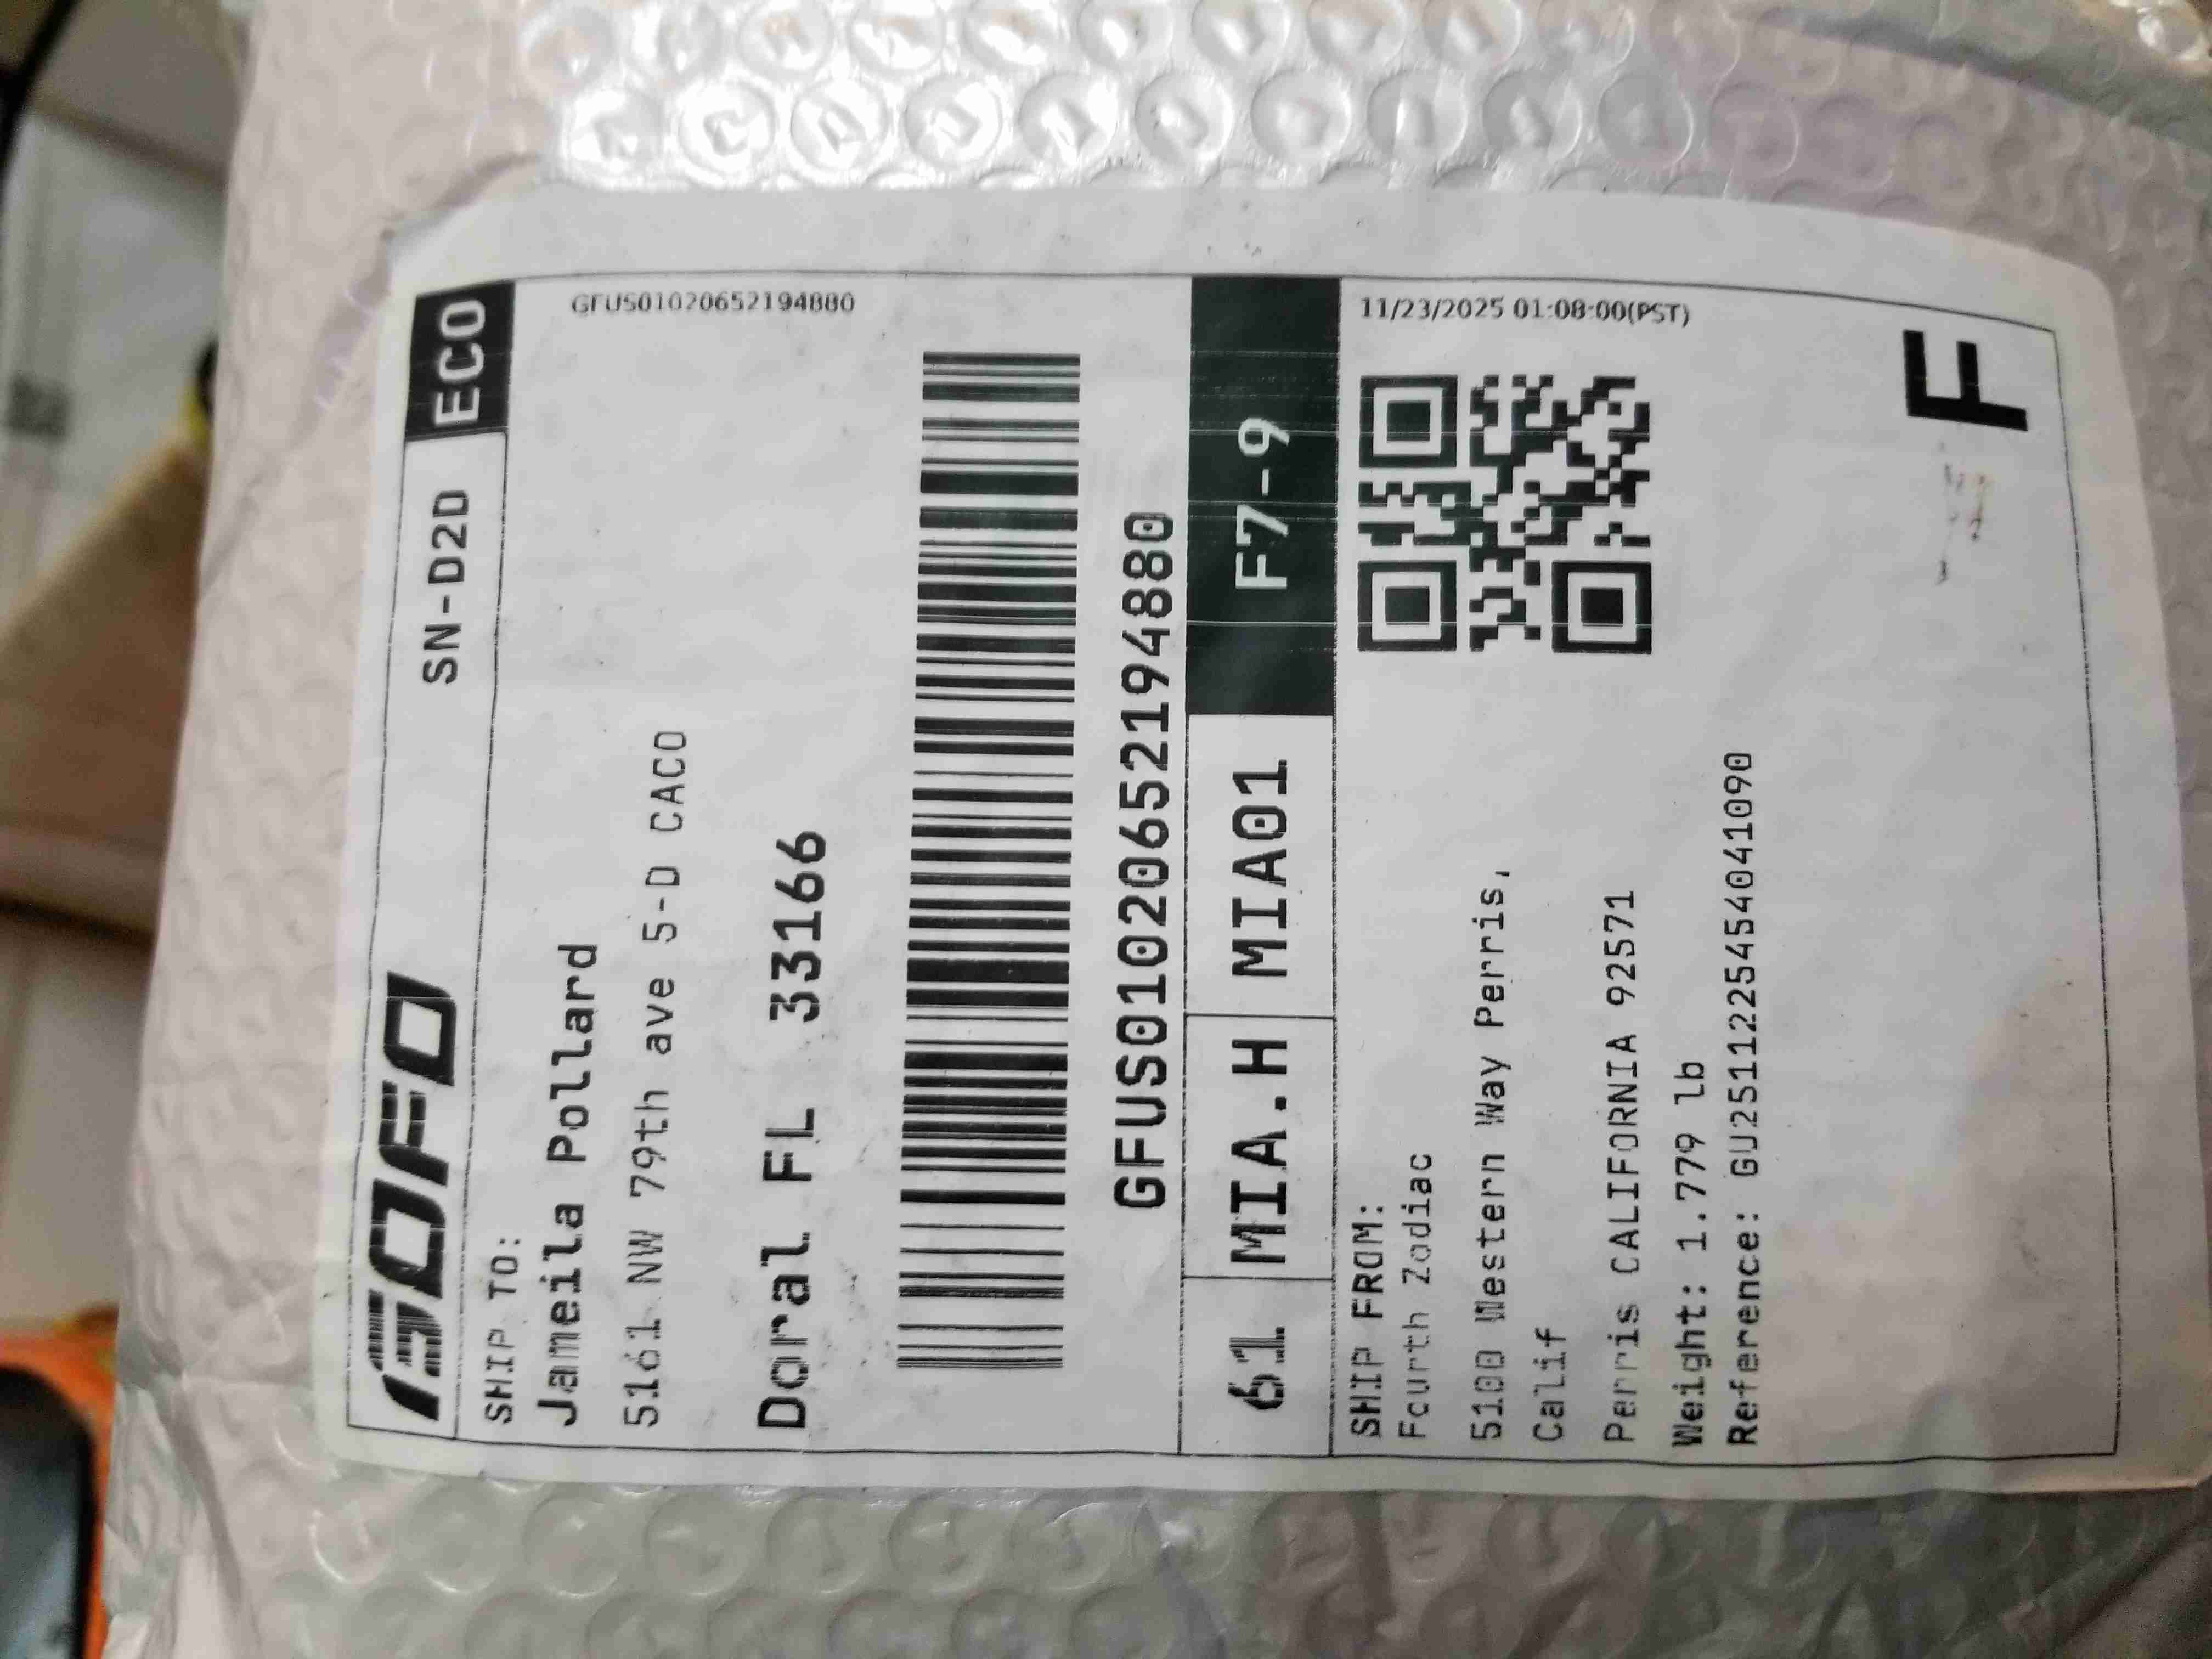 GOFO
SN-D2D
ECO
GFUS01020652194880
SHIP TO:
Jameila Pollard
5161 NW 79th ave 5-D CACO
Doral FL 33166
GFUS01020652194880
61 MIA.H MIA01 F7-9
11/23/2025 01:08:00(PST)
SHIP FROM:
Fourth Zodiac
5100 Western Way Perris,
Calif
Perris CALIFORNIA 92571
Weight: 1.779 lb
Reference: GU251122545404​1090
F